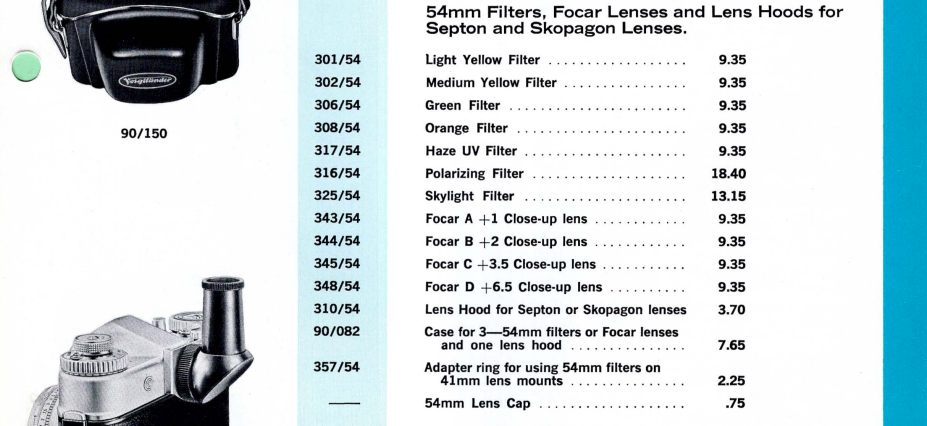 54mm Filters, Focar Lenses and Lens Hoods for
Septon and Skopagon Lenses.
Voigtländer
90/150
301/54 Light Yellow Filter .................. 9.35
302/54 Medium Yellow Filter ................ 9.35
306/54 Green Filter ........................ 9.35
308/54 Orange Filter ....................... 9.35
317/54 Haze UV Filter ...................... 9.35
316/54 Polarizing Filter .................... 18.40
325/54 Skylight Filter ...................... 13.15
343/54 Focar A +1 Close-up lens ............ 9.35
344/54 Focar B +2 Close-up lens ............ 9.35
345/54 Focar C +3.5 Close-up lens ........... 9.35
348/54 Focar D +6.5 Close-up lens .......... 9.35
310/54 Lens Hood for Septon or Skopagon lenses 3.70
90/082 Case for 3—54mm filters or Focar lenses
and one lens hood ............... 7.65
357/54 Adapter ring for using 54mm filters on
41mm lens mounts ............... 2.25
—— 54mm Lens Cap .................... .75